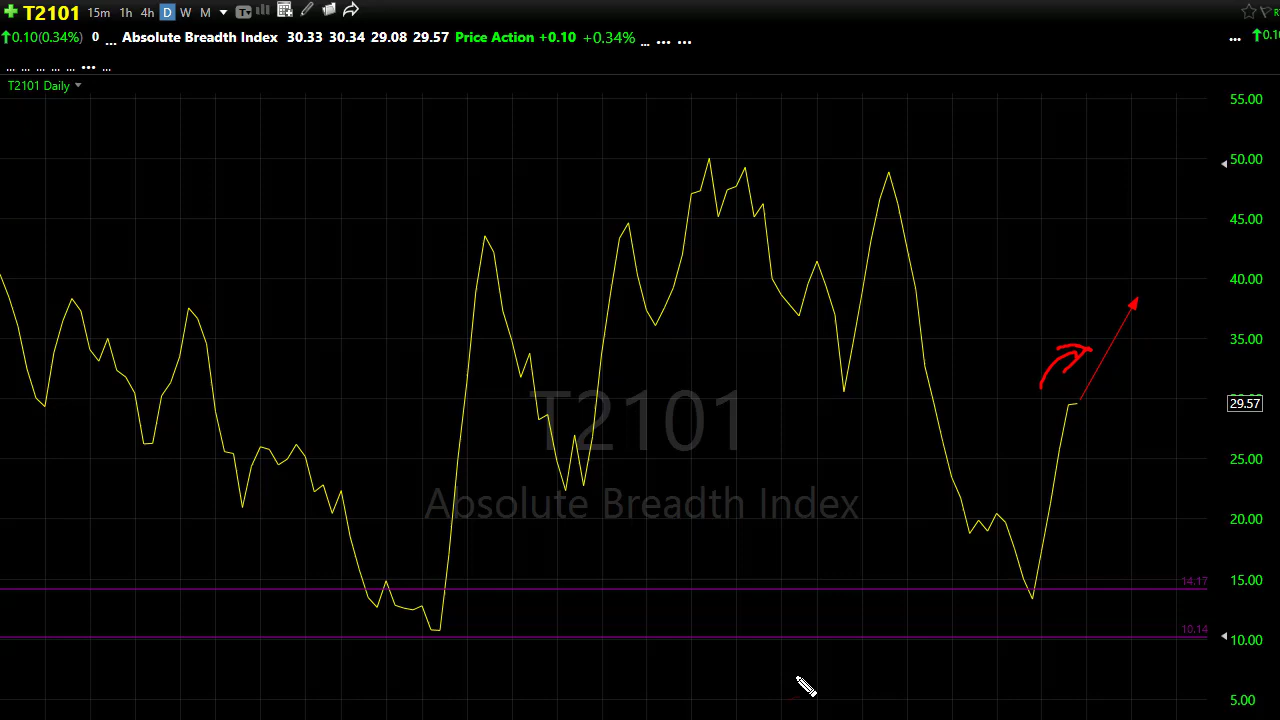 T2101 15m 1h 4h D W M T
0.10(0.34%) 0 ... Absolute Breadth Index 30.33 30.34 29.08 29.57 Price Action +0.10 +0.34% ... ... ... ...
... ... ... ... ... ... ...
T2101 Daily
55.00
50.00
45.00
40.00
35.00
29.57
T2101
25.00
Absolute Breadth Index
20.00
14.17 15.00
10.14 10.00
5.00